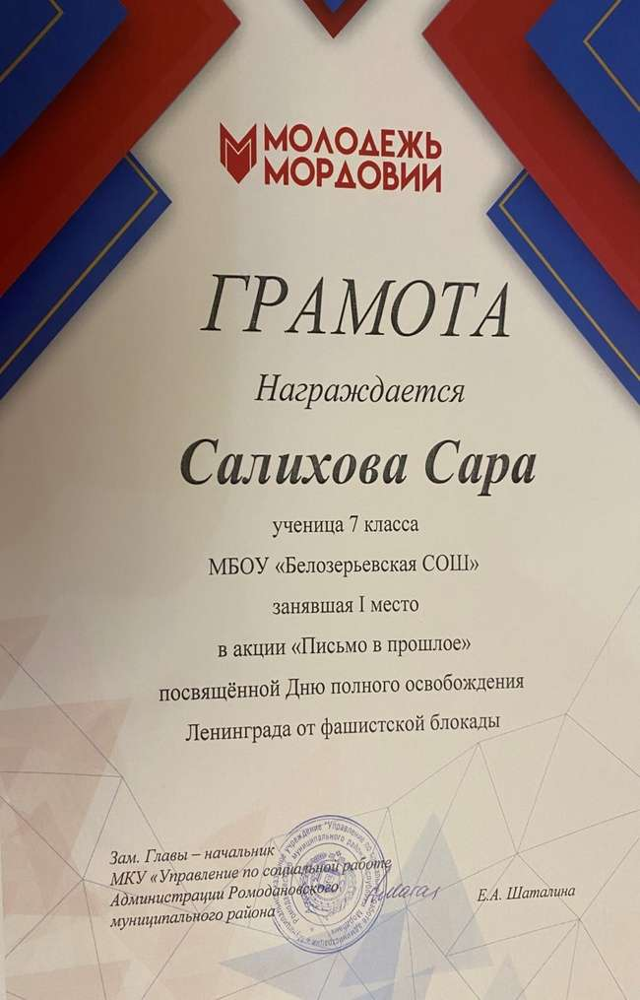 МОЛОДЕЖЬ
МОРДОВИИ
ГРАМОТА
Награждается
Салихова Сара
ученица 7 класса
МБОУ «Белозерьевская СОШ»
занявшая I место
в акции «Письмо в прошлое»
посвящённой Дню полного освобождения
Ленинграда от фашистской блокады
Зам. Главы – начальник
МКУ «Управление по социальной работе
Администрации Ромодановского
муниципального района
Е.А. Шаталина